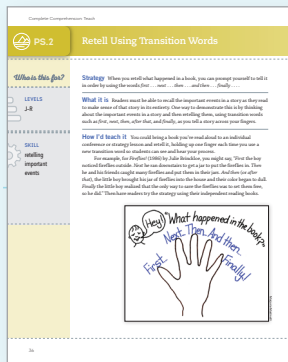 Complete Comprehension: Teach
PS.2
Retell Using Transition Words
Who is this for?
LEVELS
J–R
SKILL
retelling
important
events
Strategy When you retell what happened in a book, you can prompt yourself to tell it
in order by using the words first . . . next . . . then . . . and then . . . finally . . . .
What it is Readers must be able to recall the important events in a story as they read
to make sense of that story in its entirety. One way to demonstrate this is by thinking
about the important events in a story and then retelling them, using transition words
such as first, next, then, after that, and finally, as you tell a story across your fingers.
How I'd teach it You could bring a book you've read aloud to an individual
conference or strategy lesson and retell it, holding up one finger each time you use a
new transition word so students can see and hear your process.
For example, for Fireflies! (1986) by Julie Brinckloe, you might say, "First the boy
noticed fireflies outside. Next he ran downstairs to get a jar to put the fireflies in. Then
he and his friends caught many fireflies and put them in their jars. And then (or after
that), the little boy brought his jar of fireflies into the house and their color began to dull.
Finally the little boy realized that the only way to save the fireflies was to set them free,
so he did." Then have readers try the strategy using their independent reading books.
Hey!
"What happened in the book?"
First...
Next...
Then...
And then...
Finally!